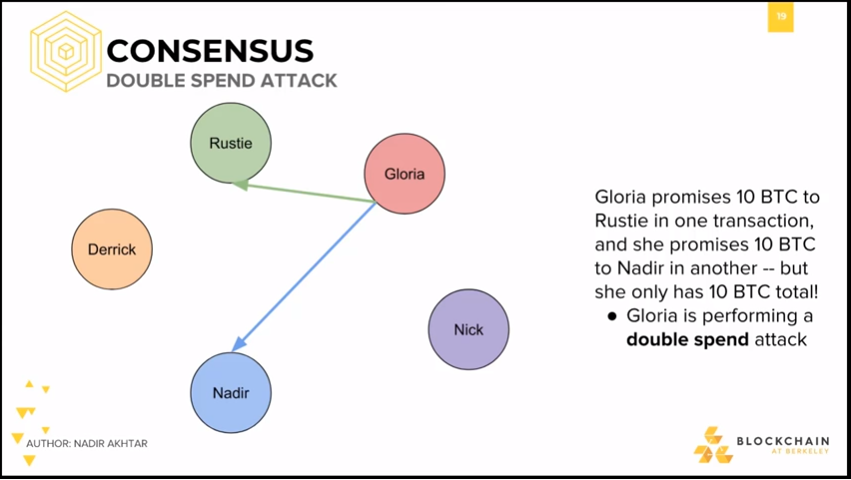 19
CONSENSUS
DOUBLE SPEND ATTACK
Rustie
Gloria
Derrick
Nick
Nadir
Gloria promises 10 BTC to
Rustie in one transaction,
and she promises 10 BTC
to Nadir in another -- but
she only has 10 BTC total!
● Gloria is performing a
double spend attack
AUTHOR: NADIR AKHTAR
BLOCKCHAIN
AT BERKELEY